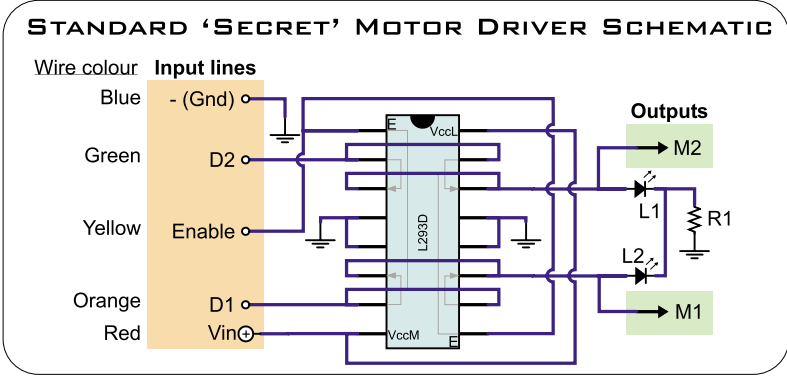 STANDARD ‘SECRET’ MOTOR DRIVER SCHEMATIC
Wire colour Input lines
Blue - (Gnd)
Green D2
Yellow Enable
Orange D1
Red Vin
E VccL
L293D
VccM E
Outputs
M2
L1
R1
L2
M1